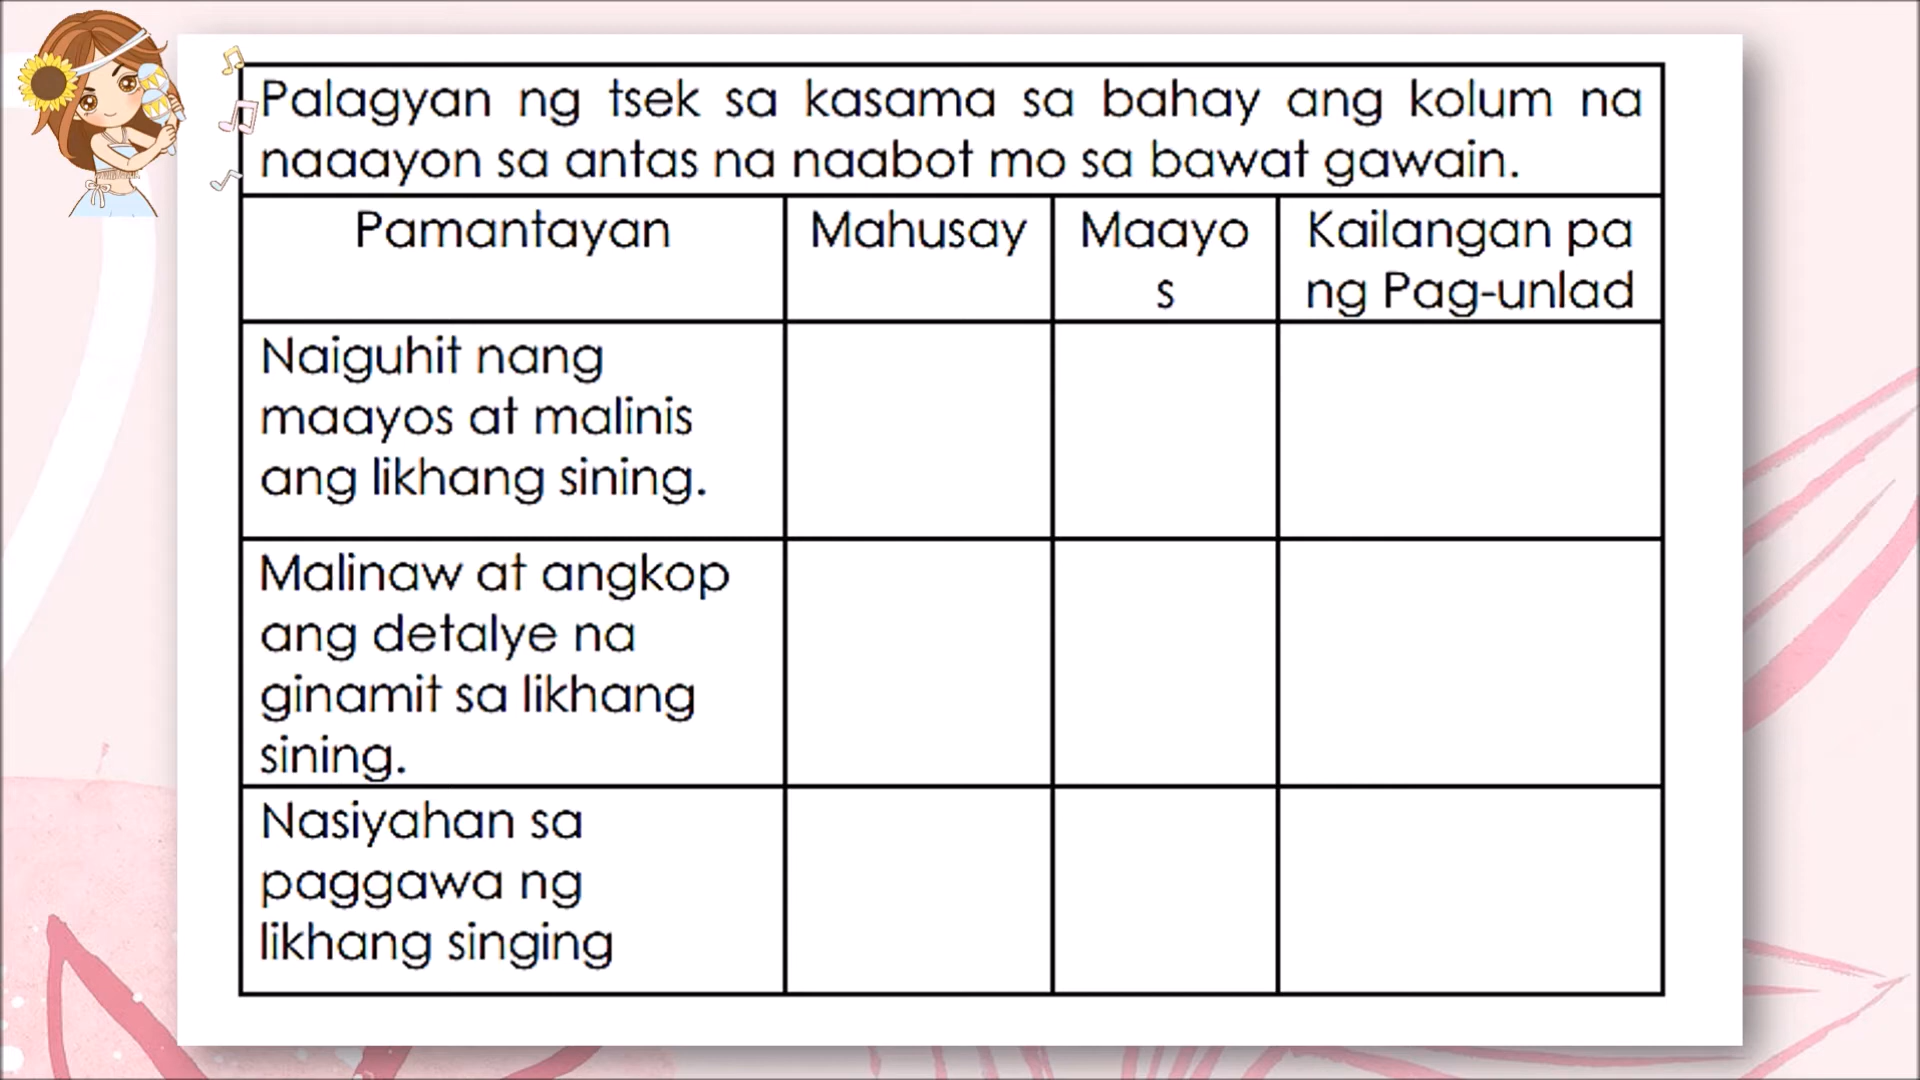 Palagyan ng tsek sa kasama sa bahay ang kolum na
naaayon sa antas na naabot mo sa bawat gawain.
Pamantayan
Mahusay
Maayo
s
Kailangan pa
ng Pag-unlad
Naiguhit nang
maayos at malinis
ang likhang sining.
Malinaw at angkop
ang detalye na
ginamit sa likhang
sining.
Nasiyahan sa
paggawa ng
likhang singing